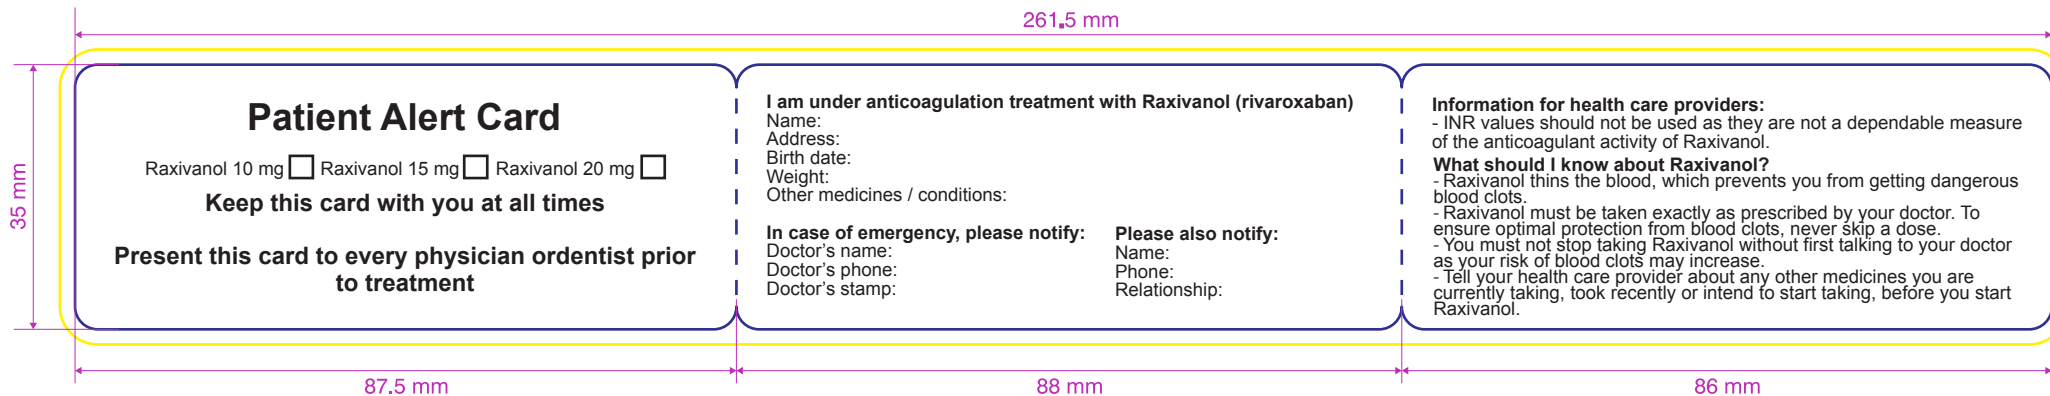 261.5 mm
35 mm
Patient Alert Card
Raxivanol 10 mg Raxivanol 15 mg Raxivanol 20 mg
Keep this card with you at all times
Present this card to every physician ordentist prior
to treatment
I am under anticoagulation treatment with Raxivanol (rivaroxaban)
Name:
Address:
Birth date:
Weight:
Other medicines / conditions:
In case of emergency, please notify:
Doctor's name:
Doctor's phone:
Doctor's stamp:
Please also notify:
Name:
Phone:
Relationship:
Information for health care providers:
- INR values should not be used as they are not a dependable measure
of the anticoagulant activity of Raxivanol.
What should I know about Raxivanol?
- Raxivanol thins the blood, which prevents you from getting dangerous
blood clots.
- Raxivanol must be taken exactly as prescribed by your doctor. To
ensure optimal protection from blood clots, never skip a dose.
- You must not stop taking Raxivanol without first talking to your doctor
as your risk of blood clots may increase.
- Tell your health care provider about any other medicines you are
currently taking, took recently or intend to start taking, before you start
Raxivanol.
87.5 mm
88 mm
86 mm